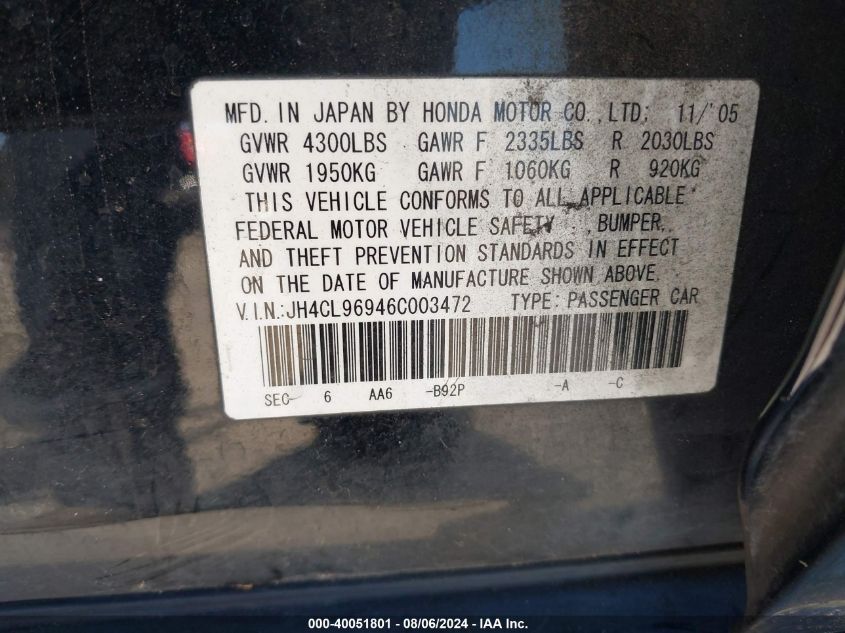 MFD. IN JAPAN BY HONDA MOTOR CO., LTD. 11/'05
GVWR 4300LBS GAWR F 2335LBS R 2030LBS
GVWR 1950KG GAWR F 1060KG R 920KG
THIS VEHICLE CONFORMS TO ALL APPLICABLE
FEDERAL MOTOR VEHICLE SAFETY, BUMPER,
AND THEFT PREVENTION STANDARDS IN EFFECT
ON THE DATE OF MANUFACTURE SHOWN ABOVE.
V.I.N.:JH4CL96946C003472 TYPE: PASSENGER CAR
SEC- 6 AA6 -B92P -A -C
000-40051801 - 08/06/2024 - IAA Inc.